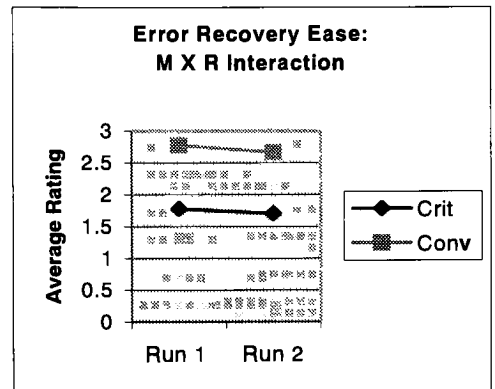 Error Recovery Ease:
M X R Interaction
Average Rating
3
2.5
2
1.5
1
0.5
0
Run 1
Run 2
Crit
Conv